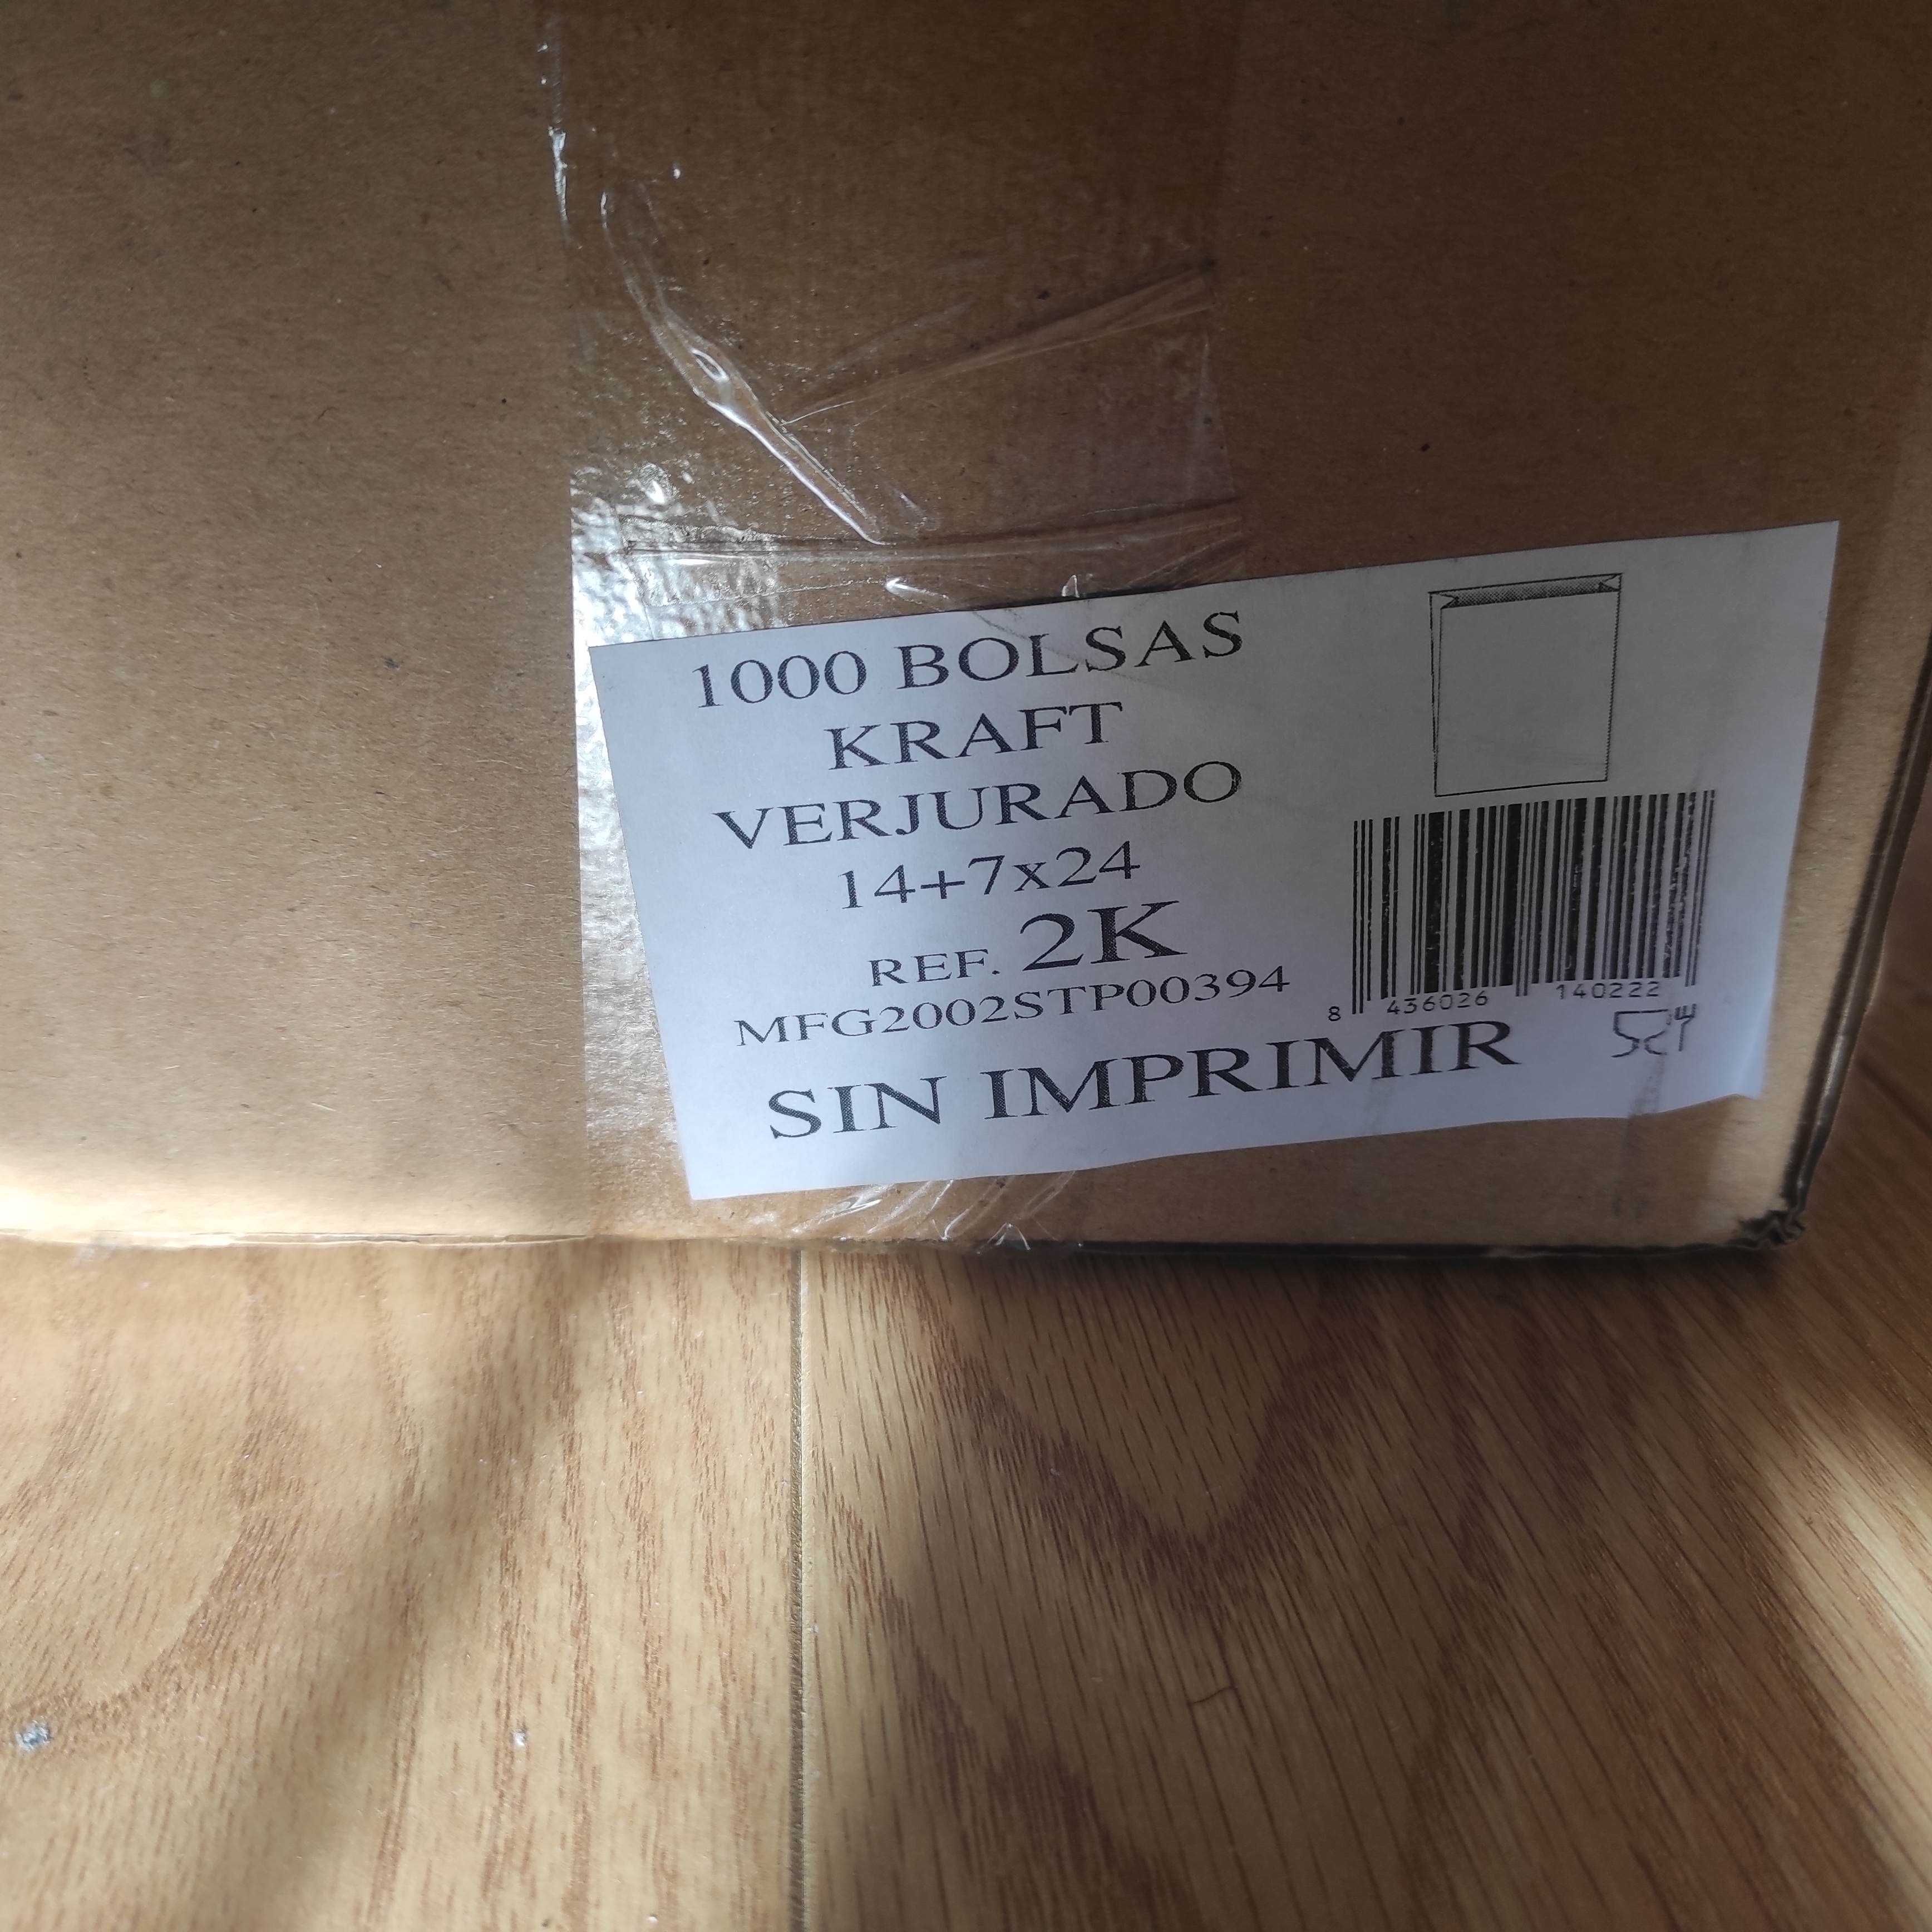 1000 BOLSAS
KRAFT
VERJURADO
14+7x24
REF. 2K
MFG2002STP00394
SIN IMPRIMIR
8 436026 140222